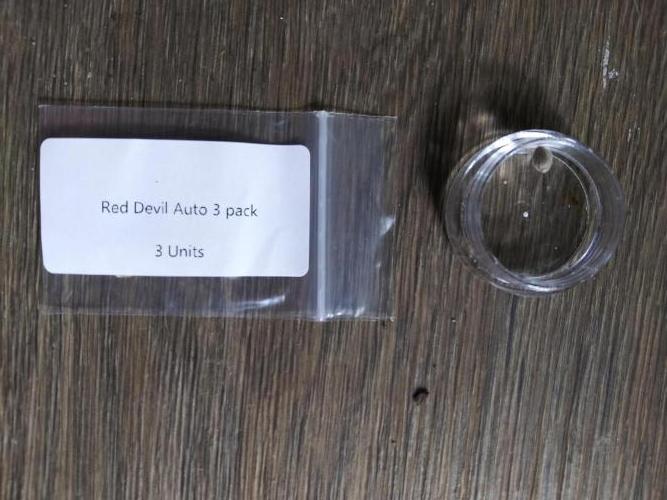 Red Devil Auto 3 pack
3 Units